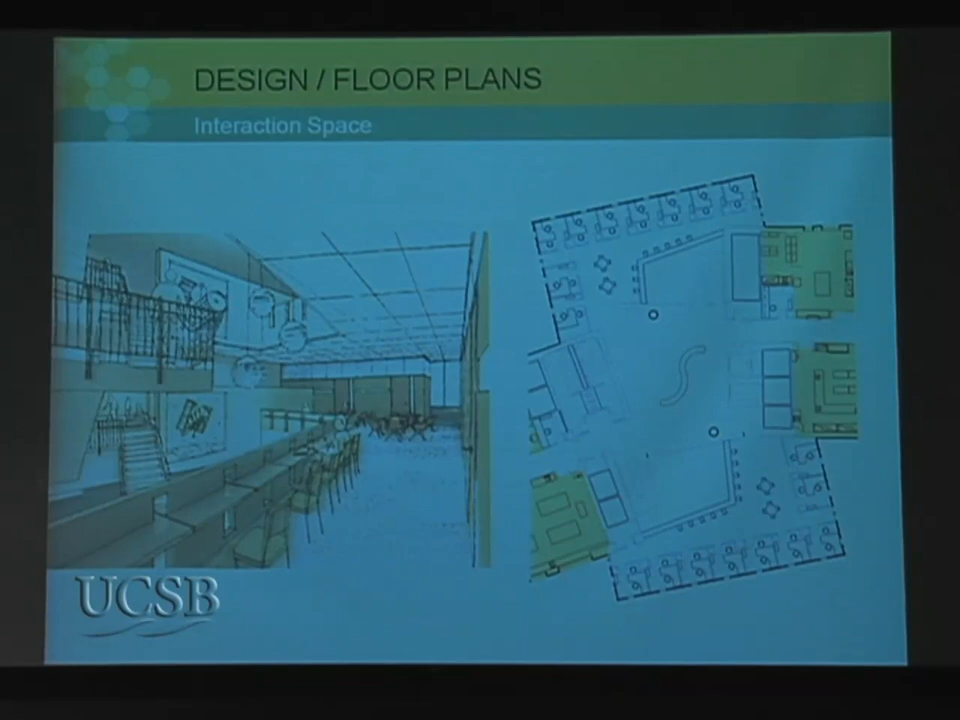 DESIGN / FLOOR PLANS
Interaction Space
UCSB